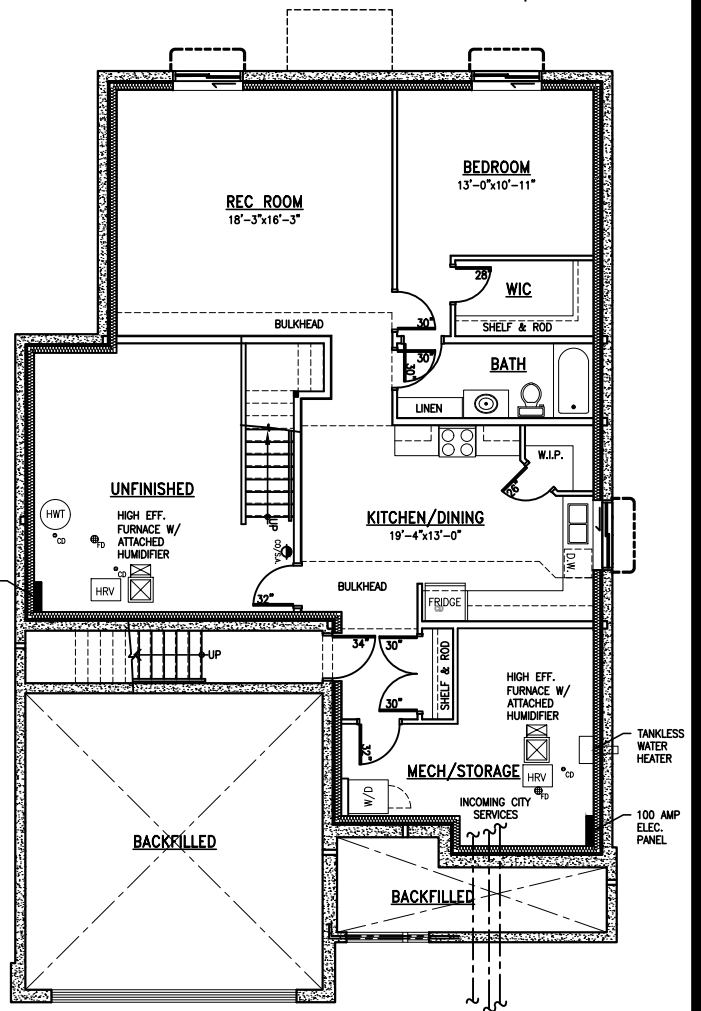 BEDROOM
13'-0"x10'-11"
REC ROOM
18'-3"x16'-3"
28"
WIC
SHELF & ROD
BULKHEAD
30"
30"
30"
BATH
LINEN
W.I.P.
26"
UNFINISHED
HIGH EFF.
FURNACE W/
ATTACHED
HUMIDIFIER
HWT
CD
FD
CD
HRV
UP
CO/S.A.
32"
KITCHEN/DINING
19'-4"x13'-0"
D.W.
BULKHEAD
FRIDGE
UP
34"
30"
30"
SHELF & ROD
HIGH EFF.
FURNACE W/
ATTACHED
HUMIDIFIER
32"
MECH/STORAGE
HRV
CD
FD
TANKLESS
WATER
HEATER
W/D
INCOMING CITY
SERVICES
100 AMP
ELEC.
PANEL
BACKFILLED
BACKFILLED